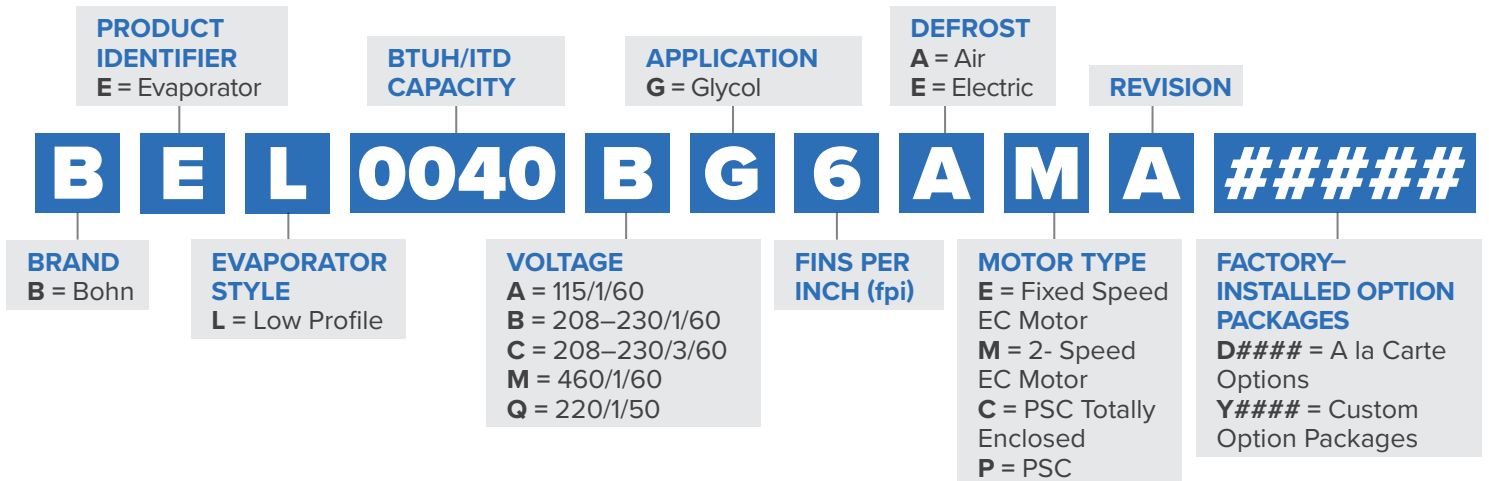 PRODUCT
IDENTIFIER
E = Evaporator
BTUH/ITD
CAPACITY
APPLICATION
G = Glycol
DEFROST
A = Air
E = Electric
REVISION
B E L 0040 B G 6 A M A #####
BRAND
B = Bohn
EVAPORATOR
STYLE
L = Low Profile
VOLTAGE
A = 115/1/60
B = 208–230/1/60
C = 208–230/3/60
M = 460/1/60
Q = 220/1/50
FINS PER
INCH (fpi)
MOTOR TYPE
E = Fixed Speed
EC Motor
M = 2- Speed
EC Motor
C = PSC Totally
Enclosed
P = PSC
FACTORY–
INSTALLED OPTION
PACKAGES
D#### = A la Carte
Options
Y#### = Custom
Option Packages